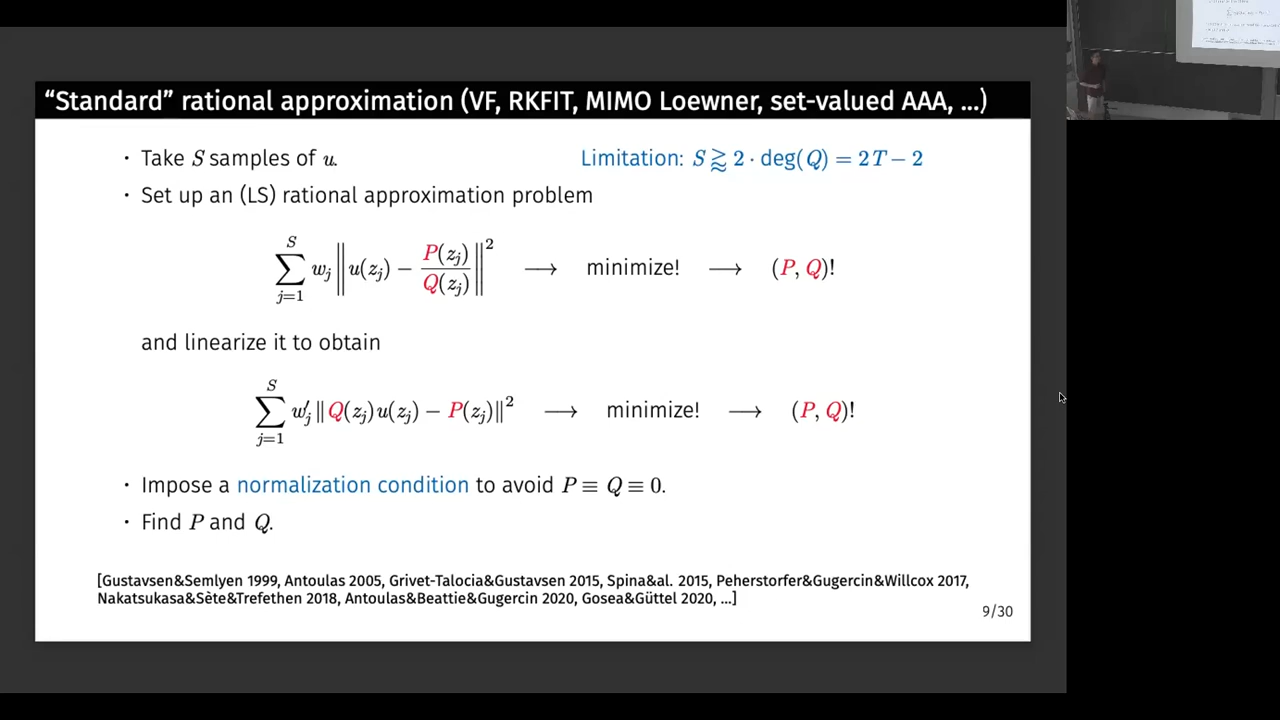 “Standard” rational approximation (VF, RKFIT, MIMO Loewner, set-valued AAA, ...)
· Take S samples of u.
Limitation: S ⪆ 2 · deg(Q) = 2T − 2
· Set up an (LS) rational approximation problem
∑_{j=1}^{S} w_j ‖u(z_j) − P(z_j)/Q(z_j)‖² ⟶ minimize! ⟶ (P, Q)!
and linearize it to obtain
∑_{j=1}^{S} w′_j ‖Q(z_j)u(z_j) − P(z_j)‖² ⟶ minimize! ⟶ (P, Q)!
· Impose a normalization condition to avoid P ≡ Q ≡ 0.
· Find P and Q.
[Gustavsen&Semlyen 1999, Antoulas 2005, Grivet-Talocia&Gustavsen 2015, Spina&al. 2015, Peherstorfer&Gugercin&Willcox 2017,
Nakatsukasa&Sète&Trefethen 2018, Antoulas&Beattie&Gugercin 2020, Gosea&Güttel 2020, ...]
9/30